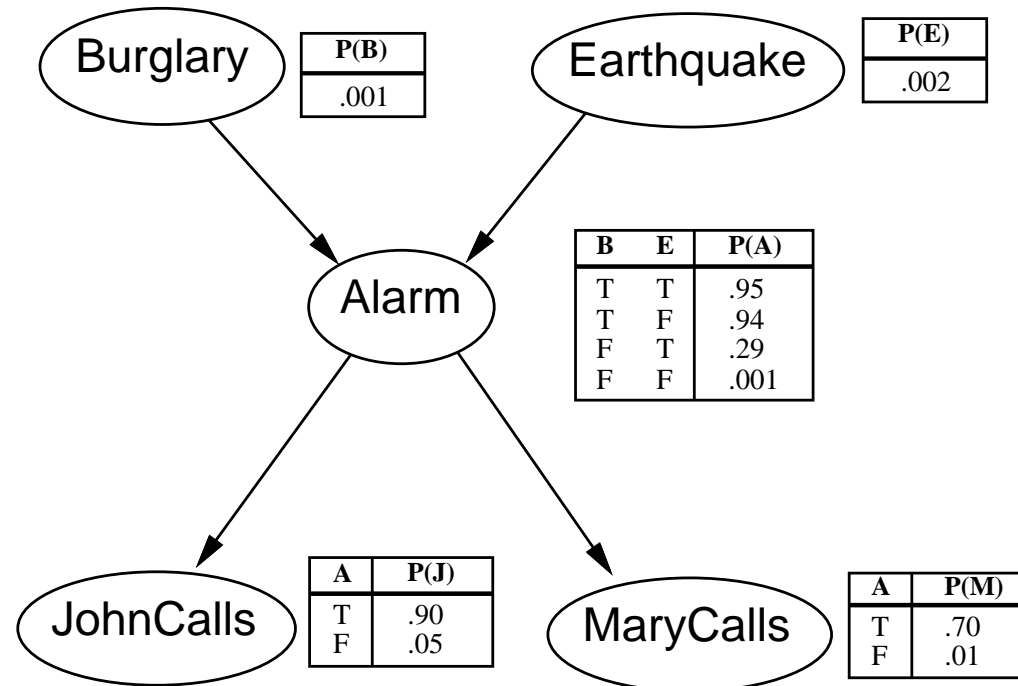 Burglary
P(B)
.001
Earthquake
P(E)
.002
Alarm
B E P(A)
T T .95
T F .94
F T .29
F F .001
JohnCalls
A P(J)
T .90
F .05
MaryCalls
A P(M)
T .70
F .01